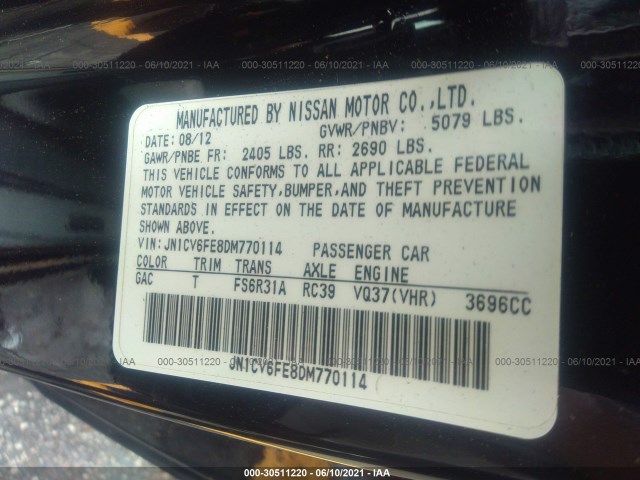 000-30511220 - 06/10/2021 - IAA
MANUFACTURED BY NISSAN MOTOR CO.,LTD.
DATE: 08/12 GVWR/PNBV: 5079 LBS.
GAWR/PNBE FR: 2405 LBS. RR: 2690 LBS.
THIS VEHICLE CONFORMS TO ALL APPLICABLE FEDERAL
MOTOR VEHICLE SAFETY,BUMPER,AND THEFT PREVENTION
STANDARDS IN EFFECT ON THE DATE OF MANUFACTURE
SHOWN ABOVE.
VIN:JN1CV6FE8DM770114 PASSENGER CAR
COLOR TRIM TRANS AXLE ENGINE
GAC T FS6R31A RC39 VQ37(VHR) 3696CC
JN1CV6FE8DM770114
000-30511220 - 06/10/2021 - IAA